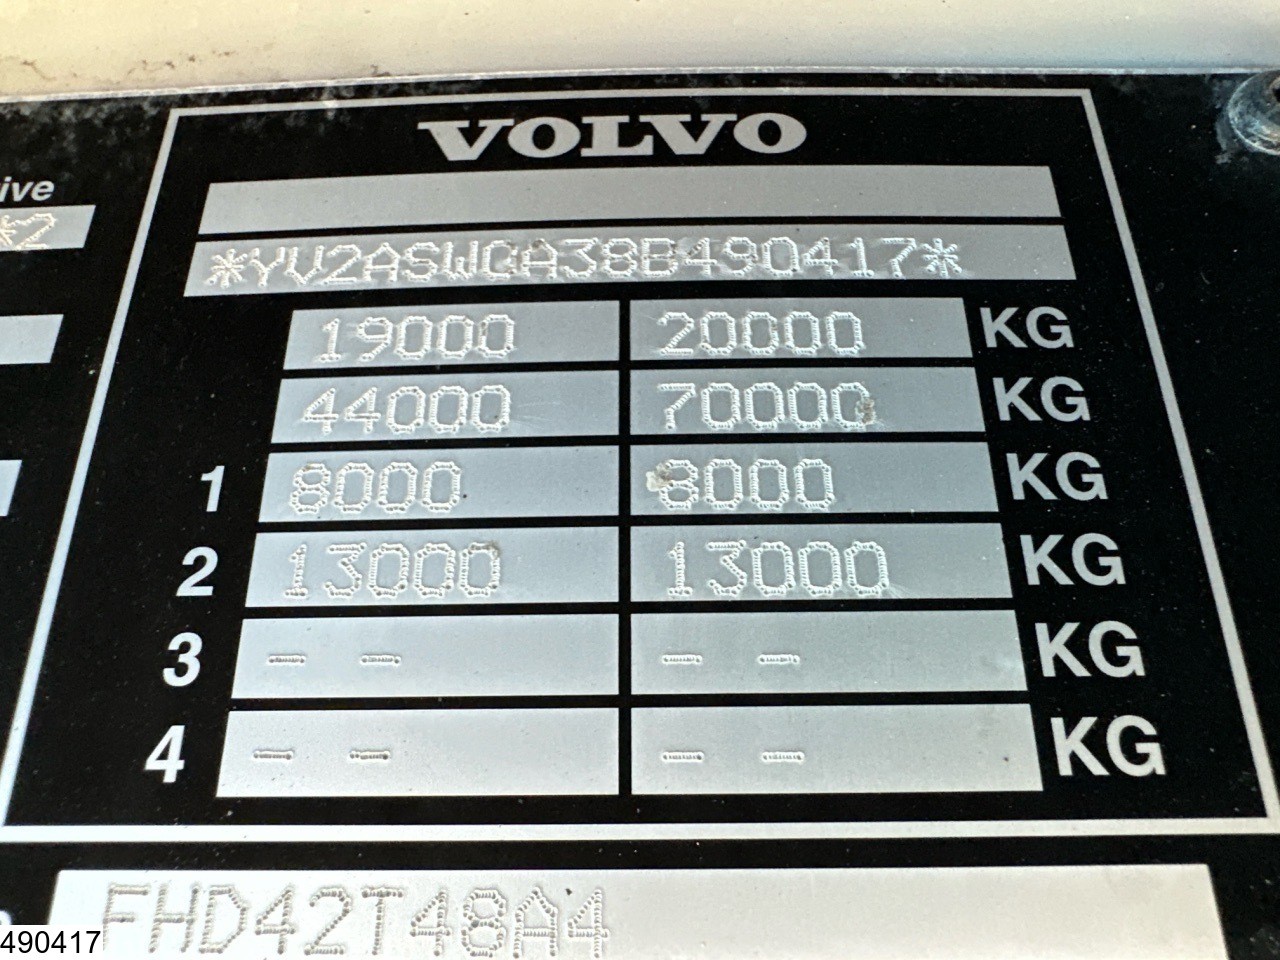 VOLVO
ive
*2
*YV2ASWGA38B490417*
19000 20000 KG
44000 70000 KG
1 8000 8000 KG
2 13000 13000 KG
3 - - - - KG
4 - - - - KG
FHD42T48A4
490417